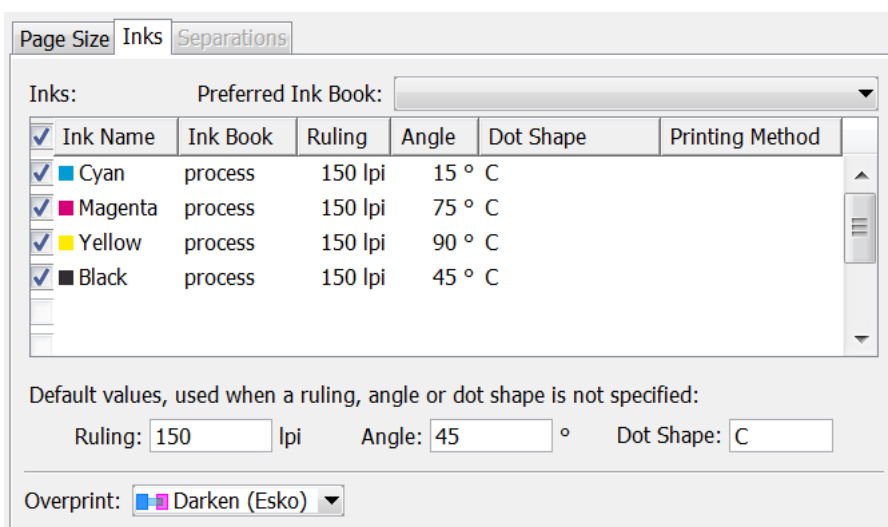 Page Size Inks Separations
Inks: Preferred Ink Book:
Ink Name Ink Book Ruling Angle Dot Shape Printing Method
Cyan process 150 lpi 15 ° C
Magenta process 150 lpi 75 ° C
Yellow process 150 lpi 90 ° C
Black process 150 lpi 45 ° C
Default values, used when a ruling, angle or dot shape is not specified:
Ruling: 150 lpi Angle: 45 ° Dot Shape: C
Overprint: Darken (Esko)